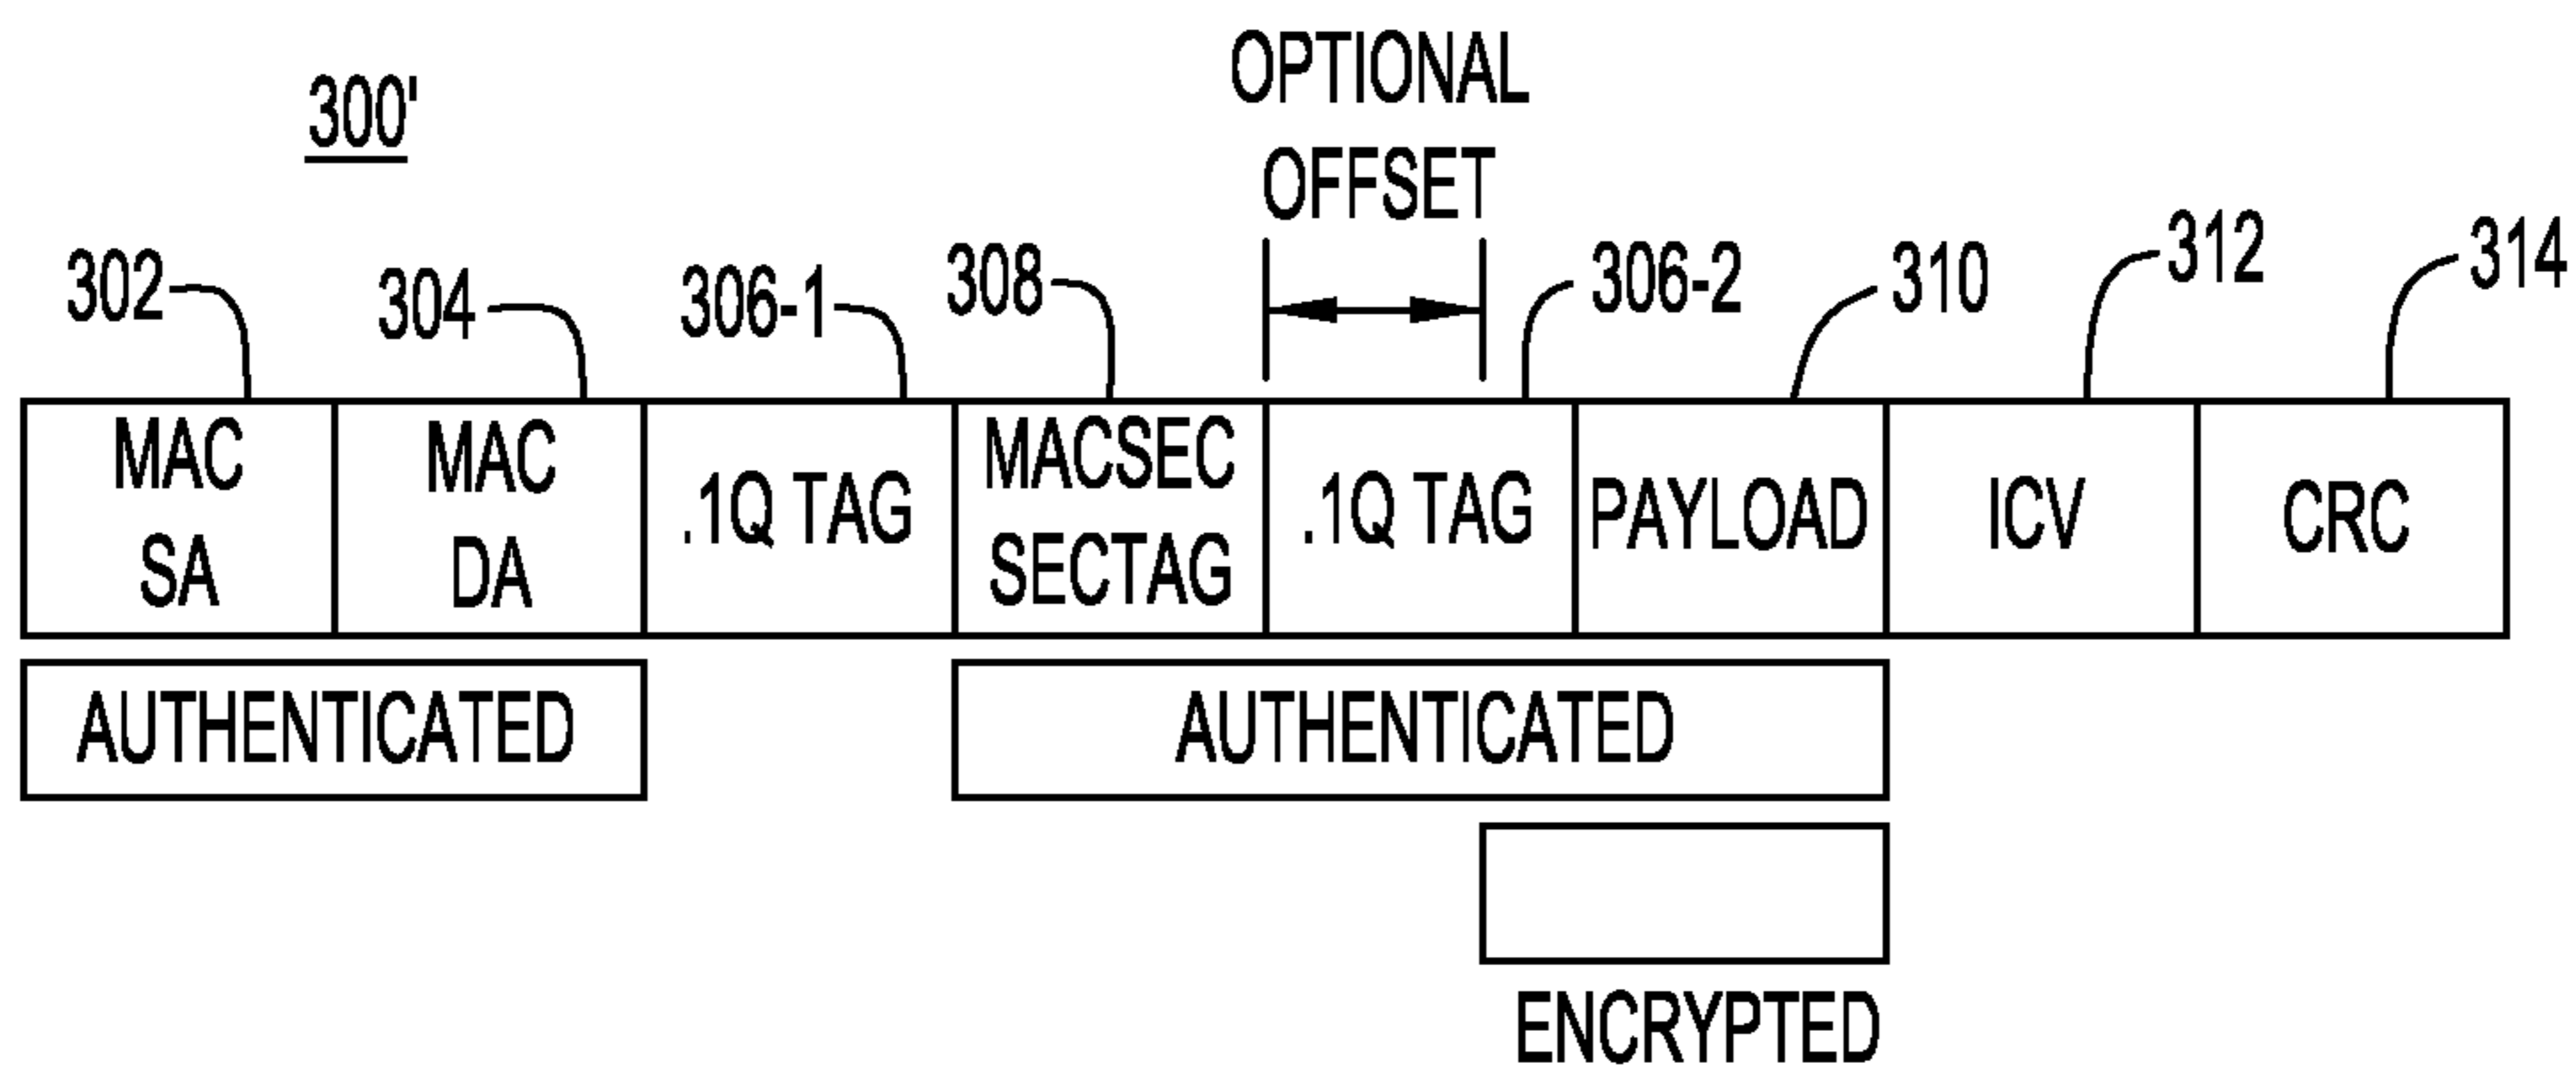 300'
OPTIONAL
OFFSET
302
304
306-1
308
306-2
310
312
314
MAC
SA
MAC
DA
.1Q TAG
MACSEC
SECTAG
.1Q TAG
PAYLOAD
ICV
CRC
AUTHENTICATED
AUTHENTICATED
ENCRYPTED